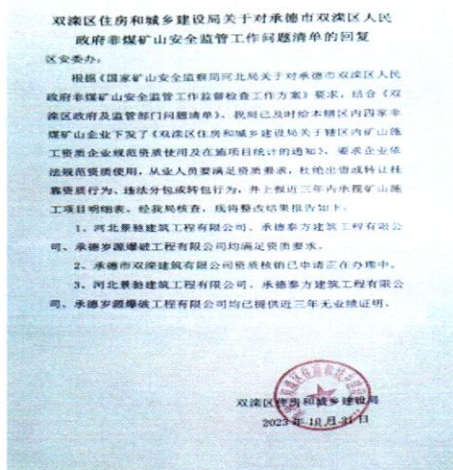 双滦区住房和城乡建设局关于对承德市双滦区人民
政府非煤矿山安全监管工作问题清单的回复
区安委办：
根据《国家矿山安全监察局河北局关于对承德市双滦区人民
政府非煤矿山安全监管工作监督检查工作方案》要求，结合《双
滦区政府及监管部门问题清单》，我局已及时给本辖区内四家非
煤矿山企业下发了《双滦区住房和城乡建设局关于辖区内矿山施
工资质企业规范资质使用及在施项目统计的通知》，要求企业依
法规范资质使用，从业人员要满足资质要求，杜绝出借或转让挂
靠资质行为、违法分包或转包行为，并上报近三年内承揽矿山施
工项目明细表。经我局核查，现将整改结果报告如下：
1、河北景驰建筑工程有限公司、承德泰方建筑工程有限公
司、承德岁源爆破工程有限公司均满足资质要求。
2、承德市双滦建筑有限公司资质核销已申请正在办理中。
3、河北景驰建筑工程有限公司、承德泰方建筑工程有限公
司、承德岁源爆破工程有限公司均已提供近三年无业绩证明。
双滦区住房和城乡建设局
2023年10月31日